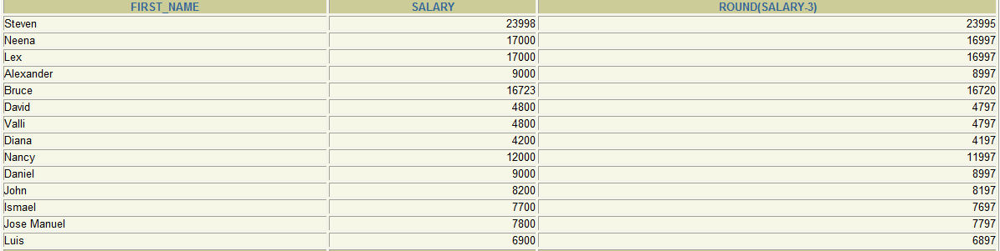 FIRST_NAME SALARY ROUND(SALARY-3)
Steven 23998 23995
Neena 17000 16997
Lex 17000 16997
Alexander 9000 8997
Bruce 16723 16720
David 4800 4797
Valli 4800 4797
Diana 4200 4197
Nancy 12000 11997
Daniel 9000 8997
John 8200 8197
Ismael 7700 7697
Jose Manuel 7800 7797
Luis 6900 6897